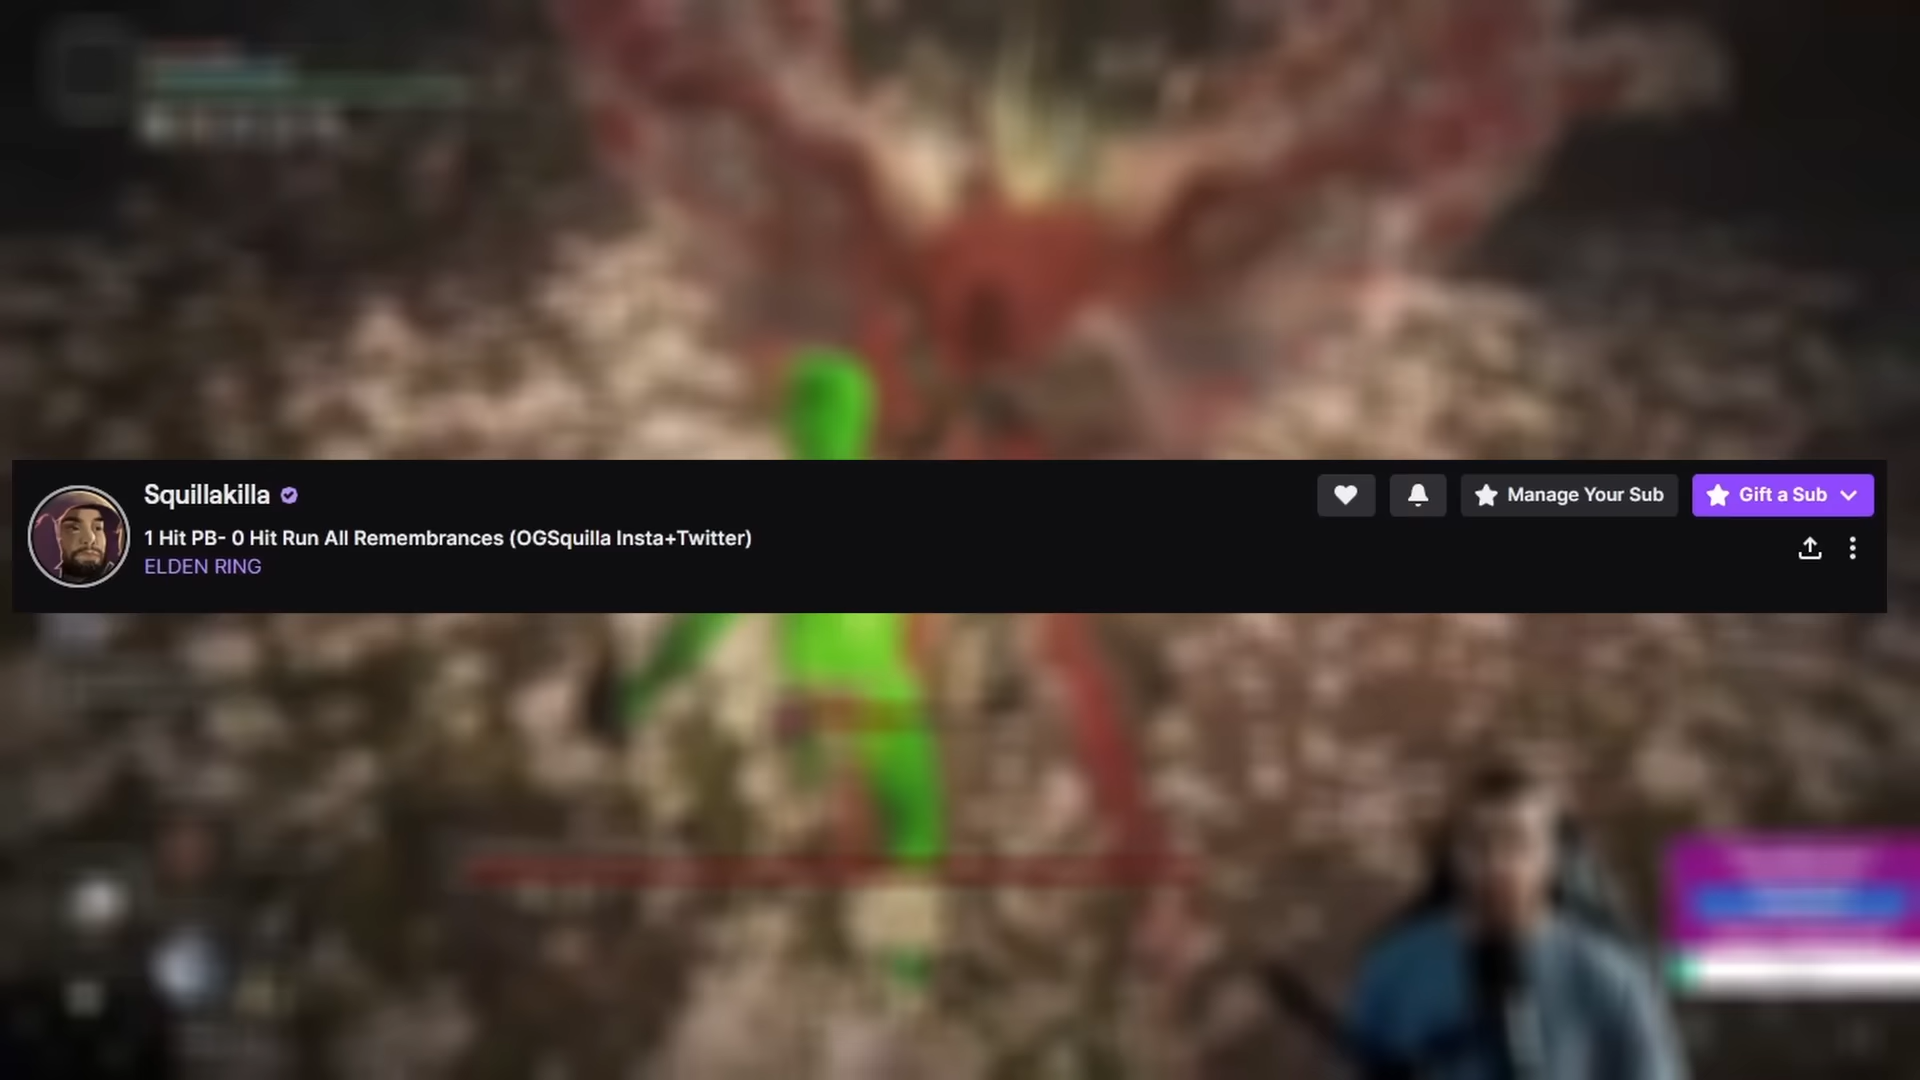 Squillakilla
1 Hit PB- 0 Hit Run All Remembrances (OGSquilla Insta+Twitter)
ELDEN RING
Manage Your Sub
Gift a Sub